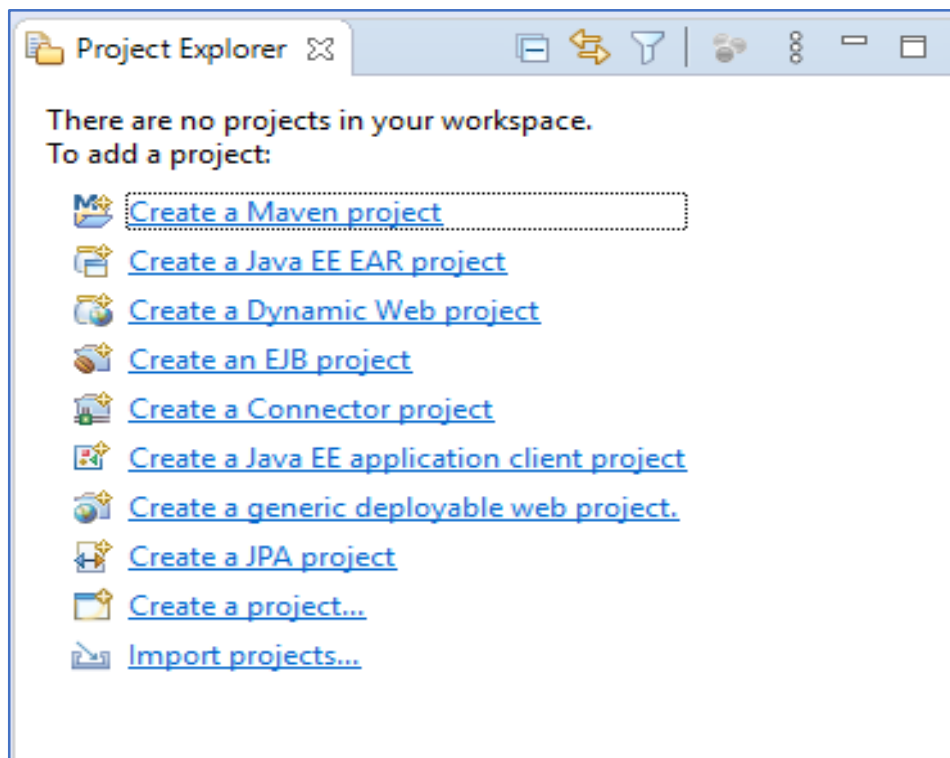 Project Explorer
There are no projects in your workspace.
To add a project:
Create a Maven project
Create a Java EE EAR project
Create a Dynamic Web project
Create an EJB project
Create a Connector project
Create a Java EE application client project
Create a generic deployable web project.
Create a JPA project
Create a project...
Import projects...